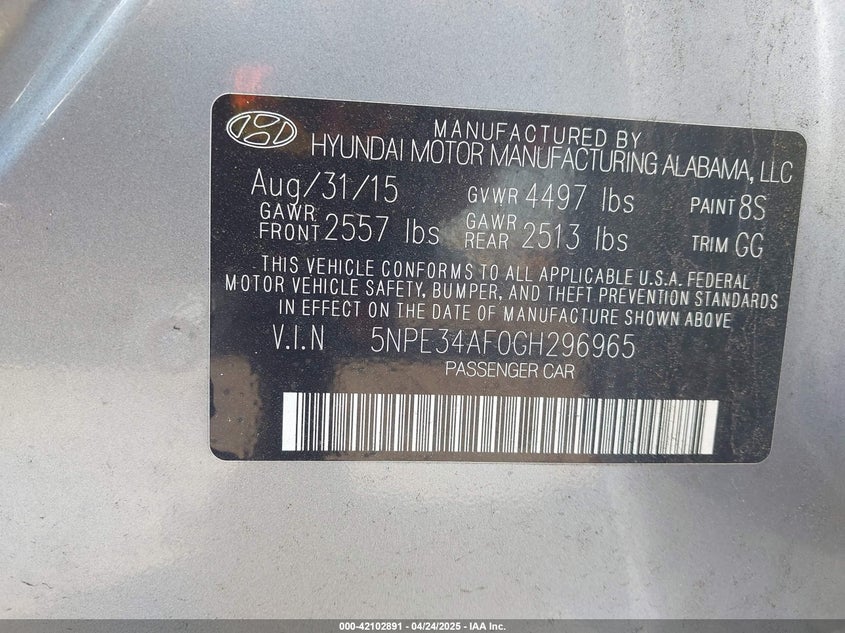 MANUFACTURED BY
HYUNDAI MOTOR MANUFACTURING ALABAMA, LLC
Aug/31/15 GVWR 4497 lbs PAINT 8S
GAWR FRONT 2557 lbs GAWR REAR 2513 lbs TRIM GG
THIS VEHICLE CONFORMS TO ALL APPLICABLE U.S.A. FEDERAL
MOTOR VEHICLE SAFETY, BUMPER, AND THEFT PREVENTION STANDARDS
IN EFFECT ON THE DATE OF MANUFACTURE SHOWN ABOVE
V.I.N 5NPE34AF0GH296965
PASSENGER CAR
000-42102891 - 04/24/2025 - IAA Inc.